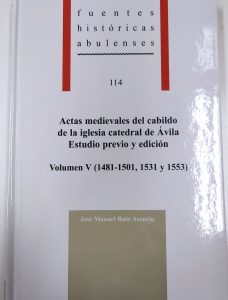 fuentes
históricas
abulenses
114
Actas medievales del cabildo
de la iglesia catedral de Ávila
Estudio previo y edición
Volumen V (1481-1501, 1531 y 1553)
José Manuel Ruiz Asencio